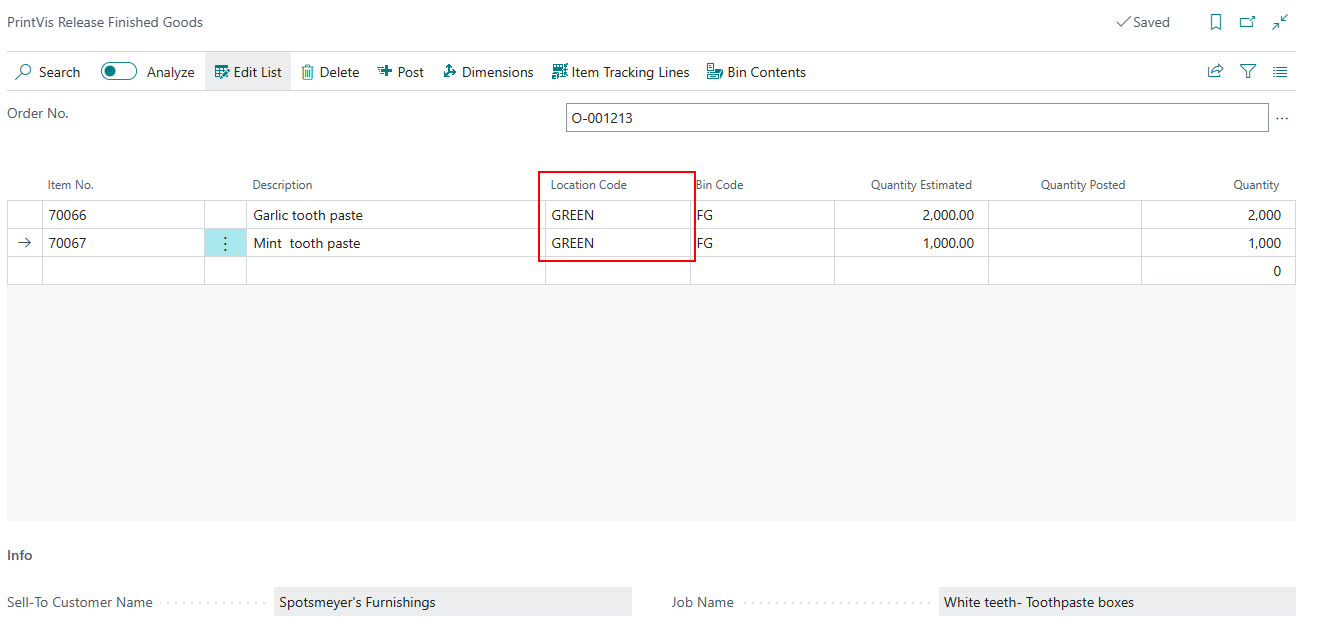 PrintVis Release Finished Goods
Saved
Search Analyze Edit List Delete Post Dimensions Item Tracking Lines Bin Contents
Order No. O-001213
Item No. Description Location Code Bin Code Quantity Estimated Quantity Posted Quantity
70066 Garlic tooth paste GREEN FG 2,000.00 2,000
70067 Mint tooth paste GREEN FG 1,000.00 1,000
0
Info
Sell-To Customer Name Spotsmeyer's Furnishings Job Name White teeth- Toothpaste boxes